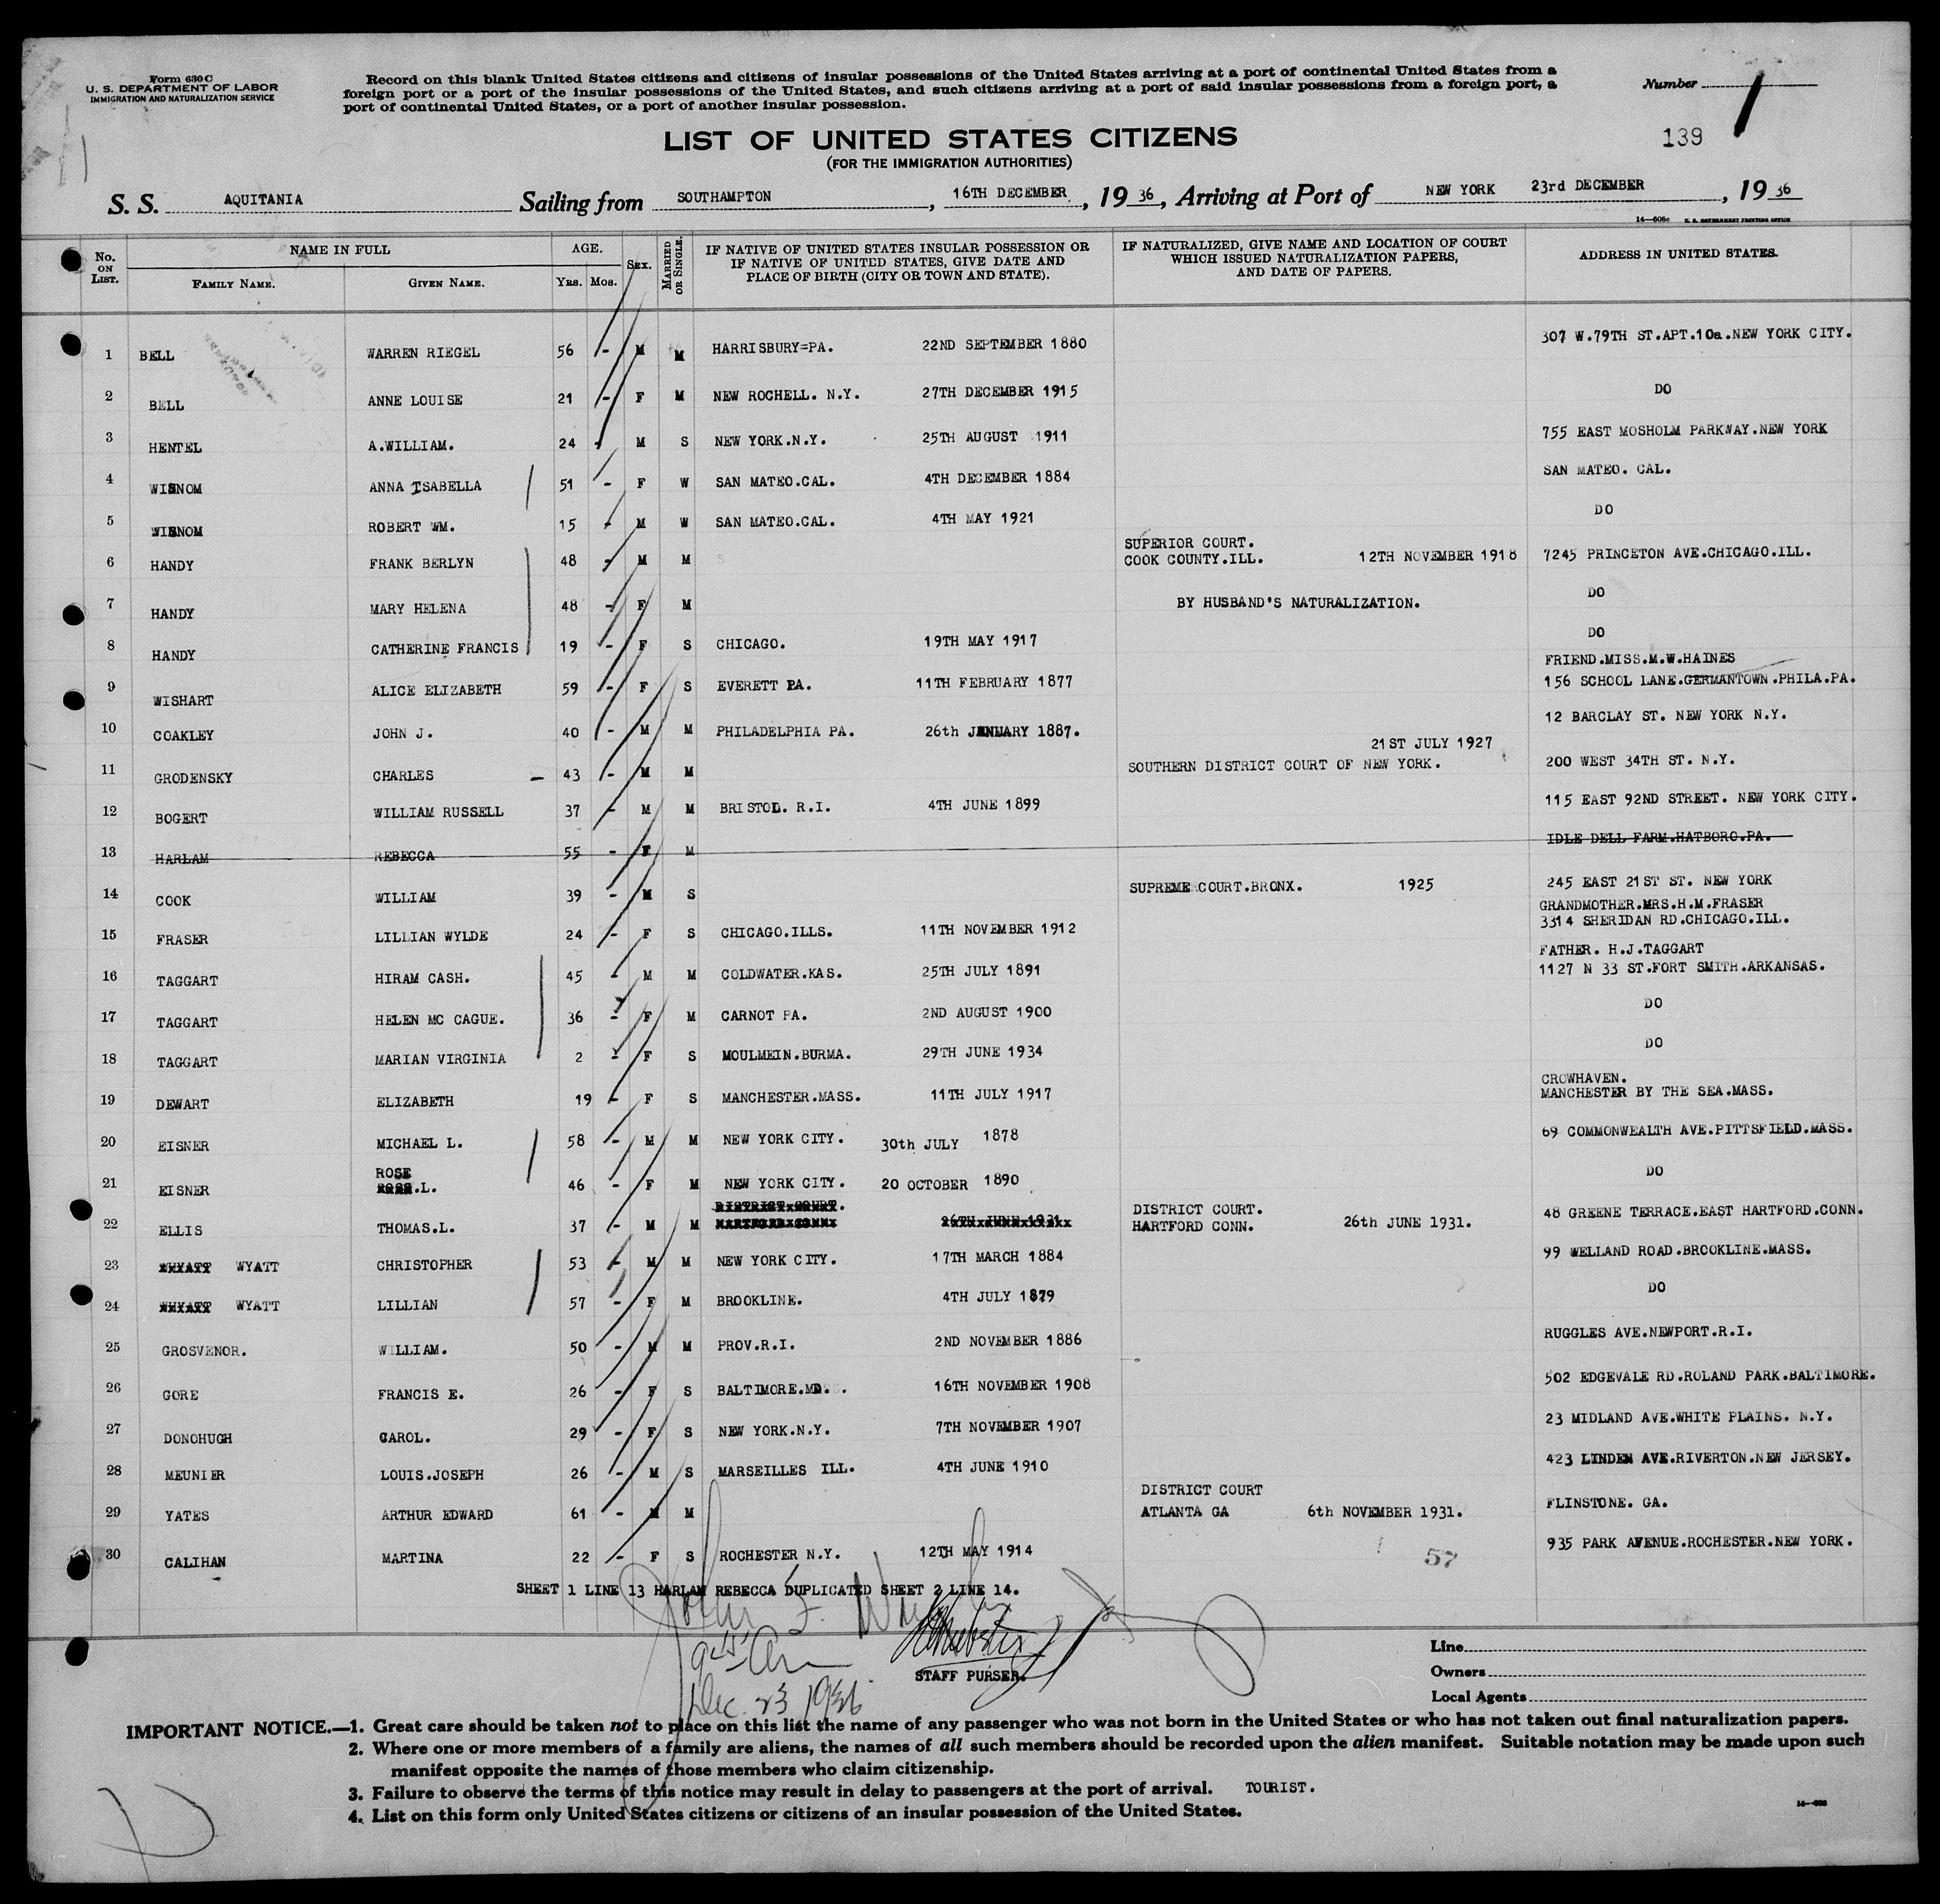 Form 630 C
U. S. DEPARTMENT OF LABOR
IMMIGRATION AND NATURALIZATION SERVICE
Record on this blank United States citizens and citizens of insular possessions of the United States arriving at a port of continental United States from a
foreign port or a port of the insular possessions of the United States, and such citizens arriving at a port of said insular possessions from a foreign port, a
port of continental United States, or a port of another insular possession.
Number 1
139
LIST OF UNITED STATES CITIZENS
(FOR THE IMMIGRATION AUTHORITIES)
S. S. AQUITANIA Sailing from SOUTHAMPTON, 16TH DECEMBER, 1936, Arriving at Port of NEW YORK 23rd DECEMBER, 1936
14—608c U. S. GOVERNMENT PRINTING OFFICE
No. ON LIST. NAME IN FULL AGE. SEX. MARRIED OR SINGLE. IF NATIVE OF UNITED STATES INSULAR POSSESSION OR IF NATIVE OF UNITED STATES, GIVE DATE AND PLACE OF BIRTH (CITY OR TOWN AND STATE). IF NATURALIZED, GIVE NAME AND LOCATION OF COURT WHICH ISSUED NATURALIZATION PAPERS, AND DATE OF PAPERS. ADDRESS IN UNITED STATES.
FAMILY NAME. GIVEN NAME. YRS. MOS.
1 BELL WARREN RIEGEL 56 - M M HARRISBURY=PA. 22ND SEPTEMBER 1880 307 W.79TH ST.APT.10a.NEW YORK CITY.
2 BELL ANNE LOUISE 21 - F M NEW ROCHELL. N.Y. 27TH DECEMBER 1915 DO
3 HENTEL A.WILLIAM. 24 - M S NEW YORK.N.Y. 25TH AUGUST 1911 755 EAST MOSHOLM PARKWAY.NEW YORK
4 WISNOM ANNA ISABELLA 51 - F W SAN MATEO.CAL. 4TH DECEMBER 1884 SAN MATEO. CAL.
5 WISNOM ROBERT WM. 15 - M W SAN MATEO.CAL. 4TH MAY 1921 DO
6 HANDY FRANK BERLYN 48 - M M SUPERIOR COURT. COOK COUNTY.ILL. 12TH NOVEMBER 1918 7245 PRINCETON AVE.CHICAGO.ILL.
7 HANDY MARY HELENA 48 - F M BY HUSBAND'S NATURALIZATION. DO
8 HANDY CATHERINE FRANCIS 19 - F S CHICAGO. 19TH MAY 1917 DO
9 WISHART ALICE ELIZABETH 59 - F S EVERETT PA. 11TH FEBRUARY 1877 FRIEND.MISS.M.W.HAINES 156 SCHOOL LANE.GERMANTOWN.PHILA.PA.
10 COAKLEY JOHN J. 40 - M M PHILADELPHIA PA. 26th JANUARY 1887. 12 BARCLAY ST. NEW YORK N.Y.
11 GRODENSKY CHARLES - 43 - M M 21ST JULY 1927 SOUTHERN DISTRICT COURT OF NEW YORK. 200 WEST 34TH ST. N.Y.
12 BOGERT WILLIAM RUSSELL 37 - M M BRISTOL. R.I. 4TH JUNE 1899 115 EAST 92ND STREET. NEW YORK CITY.
13 HARLAM REBECCA 55 - F M IDLE DELL FARM.HATBORO.PA.
14 COOK WILLIAM 39 - M S SUPREME COURT.BRONX. 1925 245 EAST 21ST ST. NEW YORK
15 FRASER LILLIAN WYLDE 24 - F S CHICAGO.ILLS. 11TH NOVEMBER 1912 GRANDMOTHER.MRS.H.M.FRASER 3314 SHERIDAN RD.CHICAGO.ILL.
16 TAGGART HIRAM CASH. 45 - M M COLDWATER.KAS. 25TH JULY 1891 FATHER. H.J.TAGGART 1127 N 33 ST.FORT SMITH.ARKANSAS.
17 TAGGART HELEN MC CAGUE. 36 - F M CARNOT PA. 2ND AUGUST 1900 DO
18 TAGGART MARIAN VIRGINIA 2 - F S MOULMEIN.BURMA. 29TH JUNE 1934 DO
19 DEWART ELIZABETH 19 - F S MANCHESTER.MASS. 11TH JULY 1917 CROWHAVEN. MANCHESTER BY THE SEA.MASS.
20 EISNER MICHAEL L. 58 - M M NEW YORK CITY. 30th JULY 1878 69 COMMONWEALTH AVE.PITTSFIELD.MASS.
21 EISNER ROSE .L. 46 - F M NEW YORK CITY. 20 OCTOBER 1890 DO
22 ELLIS THOMAS.L. 37 - M M DISTRICT COURT. HARTFORD CONN. 26th JUNE 1931. 48 GREENE TERRACE.EAST HARTFORD.CONN.
23 WYATT CHRISTOPHER 53 - M M NEW YORK CITY. 17TH MARCH 1884 99 WELLAND ROAD.BROOKLINE.MASS.
24 WYATT LILLIAN 57 - F M BROOKLINE. 4TH JULY 1879 DO
25 GROSVENOR. WILLIAM. 50 - M M PROV.R.I. 2ND NOVEMBER 1886 RUGGLES AVE.NEWPORT.R.I.
26 GORE FRANCIS E. 26 - F S BALTIMORE.MD. . 16TH NOVEMBER 1908 502 EDGEVALE RD.ROLAND PARK.BALTIMORE.
27 DONOHUGH CAROL. 29 - F S NEW YORK.N.Y. 7TH NOVEMBER 1907 23 MIDLAND AVE.WHITE PLAINS. N.Y.
28 MEUNIER LOUIS.JOSEPH 26 - M S MARSEILLES ILL. 4TH JUNE 1910 423 LINDEN AVE.RIVERTON.NEW JERSEY.
29 YATES ARTHUR EDWARD 61 - M M DISTRICT COURT ATLANTA GA 6th NOVEMBER 1931. FLINSTONE. GA.
30 CALIHAN MARTINA 22 - F S ROCHESTER N.Y. 12TH MAY 1914 935 PARK AVENUE.ROCHESTER.NEW YORK.
57
SHEET 1 LINE 13 HARLAM REBECCA DUPLICATED SHEET 2 LINE 14.
STAFF PURSER.
Dec. 23 1936
Line
Owners
Local Agents
IMPORTANT NOTICE.—1. Great care should be taken not to place on this list the name of any passenger who was not born in the United States or who has not taken out final naturalization papers.
2. Where one or more members of a family are aliens, the names of all such members should be recorded upon the alien manifest. Suitable notation may be made upon such
manifest opposite the names of those members who claim citizenship.
3. Failure to observe the terms of this notice may result in delay to passengers at the port of arrival. TOURIST.
4. List on this form only United States citizens or citizens of an insular possession of the United States.